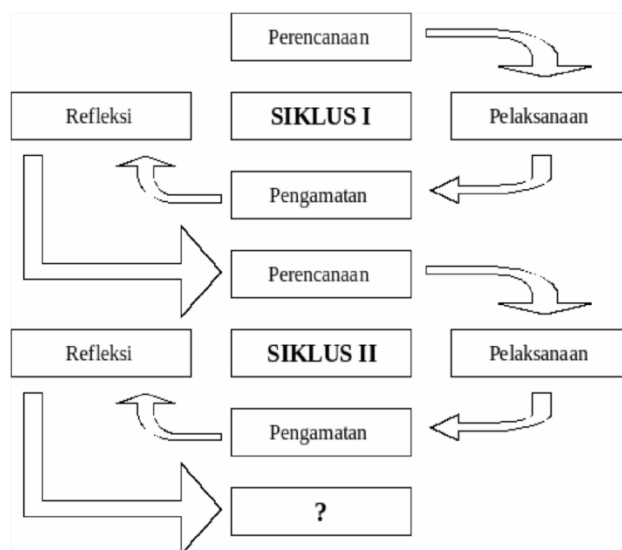 Perencanaan
Refleksi
SIKLUS I
Pelaksanaan
Pengamatan
Perencanaan
Refleksi
SIKLUS II
Pelaksanaan
Pengamatan
?